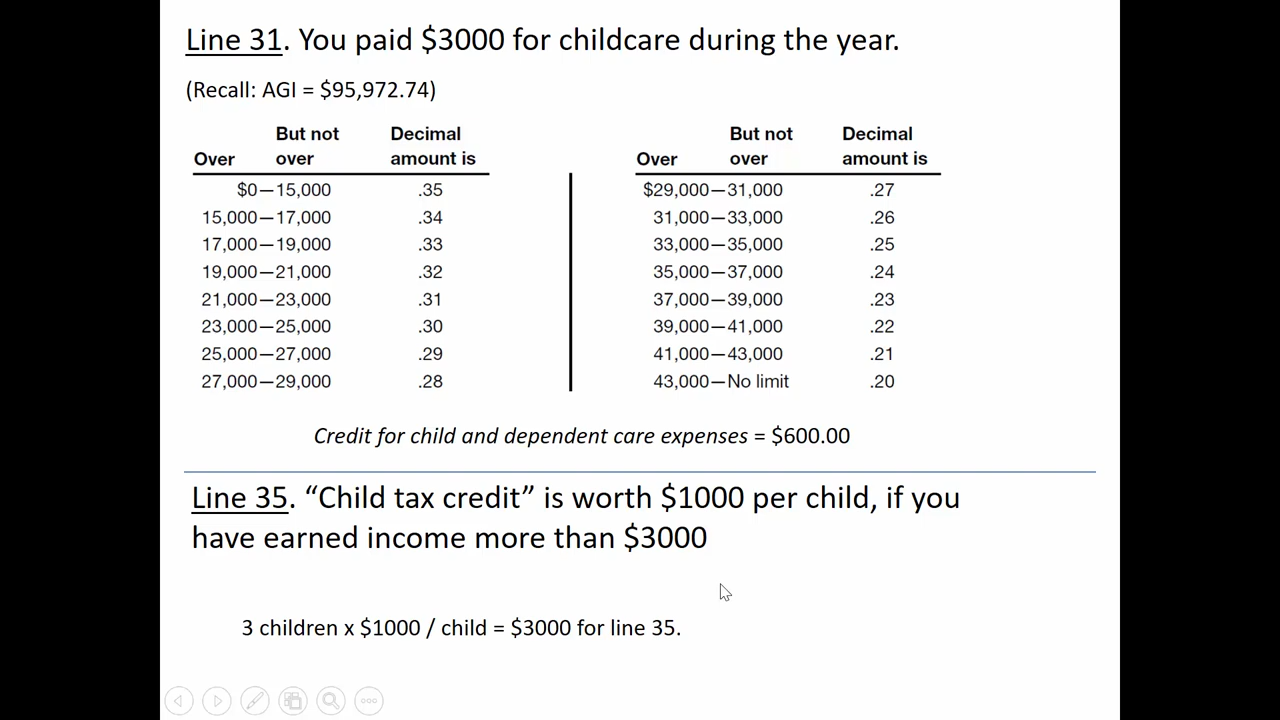 Line 31. You paid $3000 for childcare during the year.
(Recall: AGI = $95,972.74)
Over But not over Decimal amount is
$0—15,000 .35
15,000—17,000 .34
17,000—19,000 .33
19,000—21,000 .32
21,000—23,000 .31
23,000—25,000 .30
25,000—27,000 .29
27,000—29,000 .28
Over But not over Decimal amount is
$29,000—31,000 .27
31,000—33,000 .26
33,000—35,000 .25
35,000—37,000 .24
37,000—39,000 .23
39,000—41,000 .22
41,000—43,000 .21
43,000—No limit .20
Credit for child and dependent care expenses = $600.00
Line 35. “Child tax credit” is worth $1000 per child, if you
have earned income more than $3000
3 children x $1000 / child = $3000 for line 35.